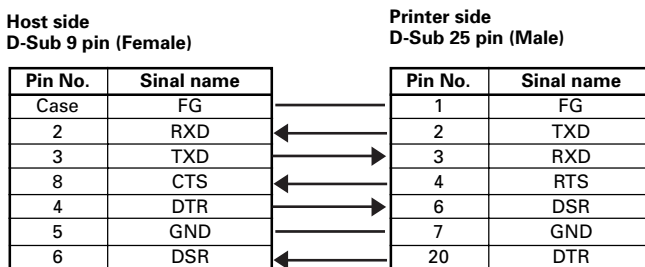 Host side
D-Sub 9 pin (Female)
Printer side
D-Sub 25 pin (Male)
Pin No. Sinal name Pin No. Sinal name
Case FG 1 FG
2 RXD 2 TXD
3 TXD 3 RXD
8 CTS 4 RTS
4 DTR 6 DSR
5 GND 7 GND
6 DSR 20 DTR